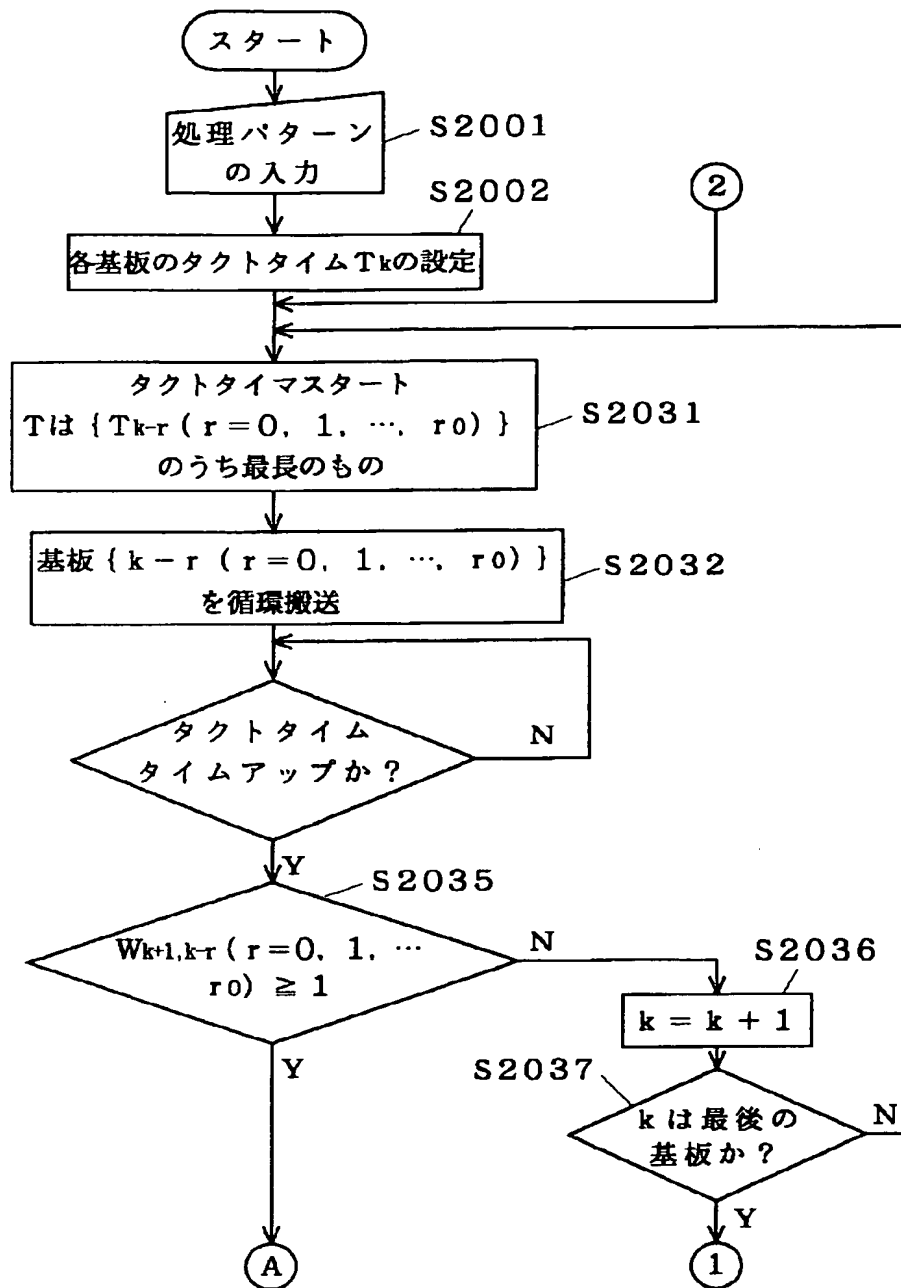 スタート
処理パターン
の入力
S2001
S2002
2
各基板のタクトタイムTkの設定
タクトタイマスタート
Tは{Tk-r(r=0, 1, …, r0)}
のうち最長のもの
S2031
基板{k-r(r=0, 1, …, r0)}
を循環搬送
S2032
タクトタイム
タイムアップか?
N
Y
S2035
Wk+1,k-r(r=0, 1, …
r0)≧1
N
S2036
k=k+1
Y
S2037
kは最後の
基板か?
N
Y
A
1